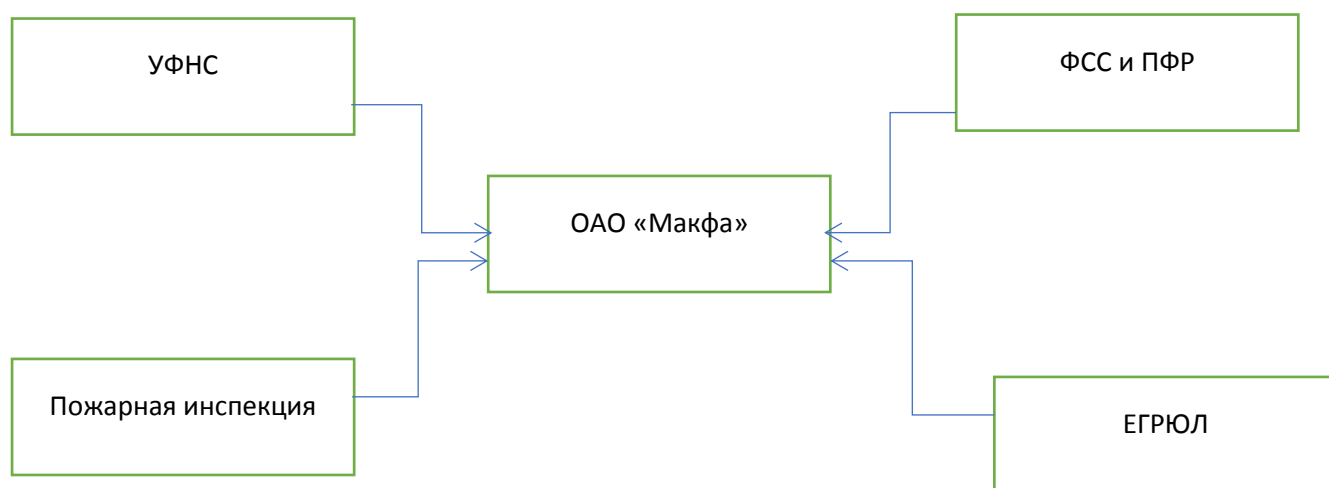 УФНС
ФСС и ПФР
ОАО «Макфа»
Пожарная инспекция
ЕГРЮЛ